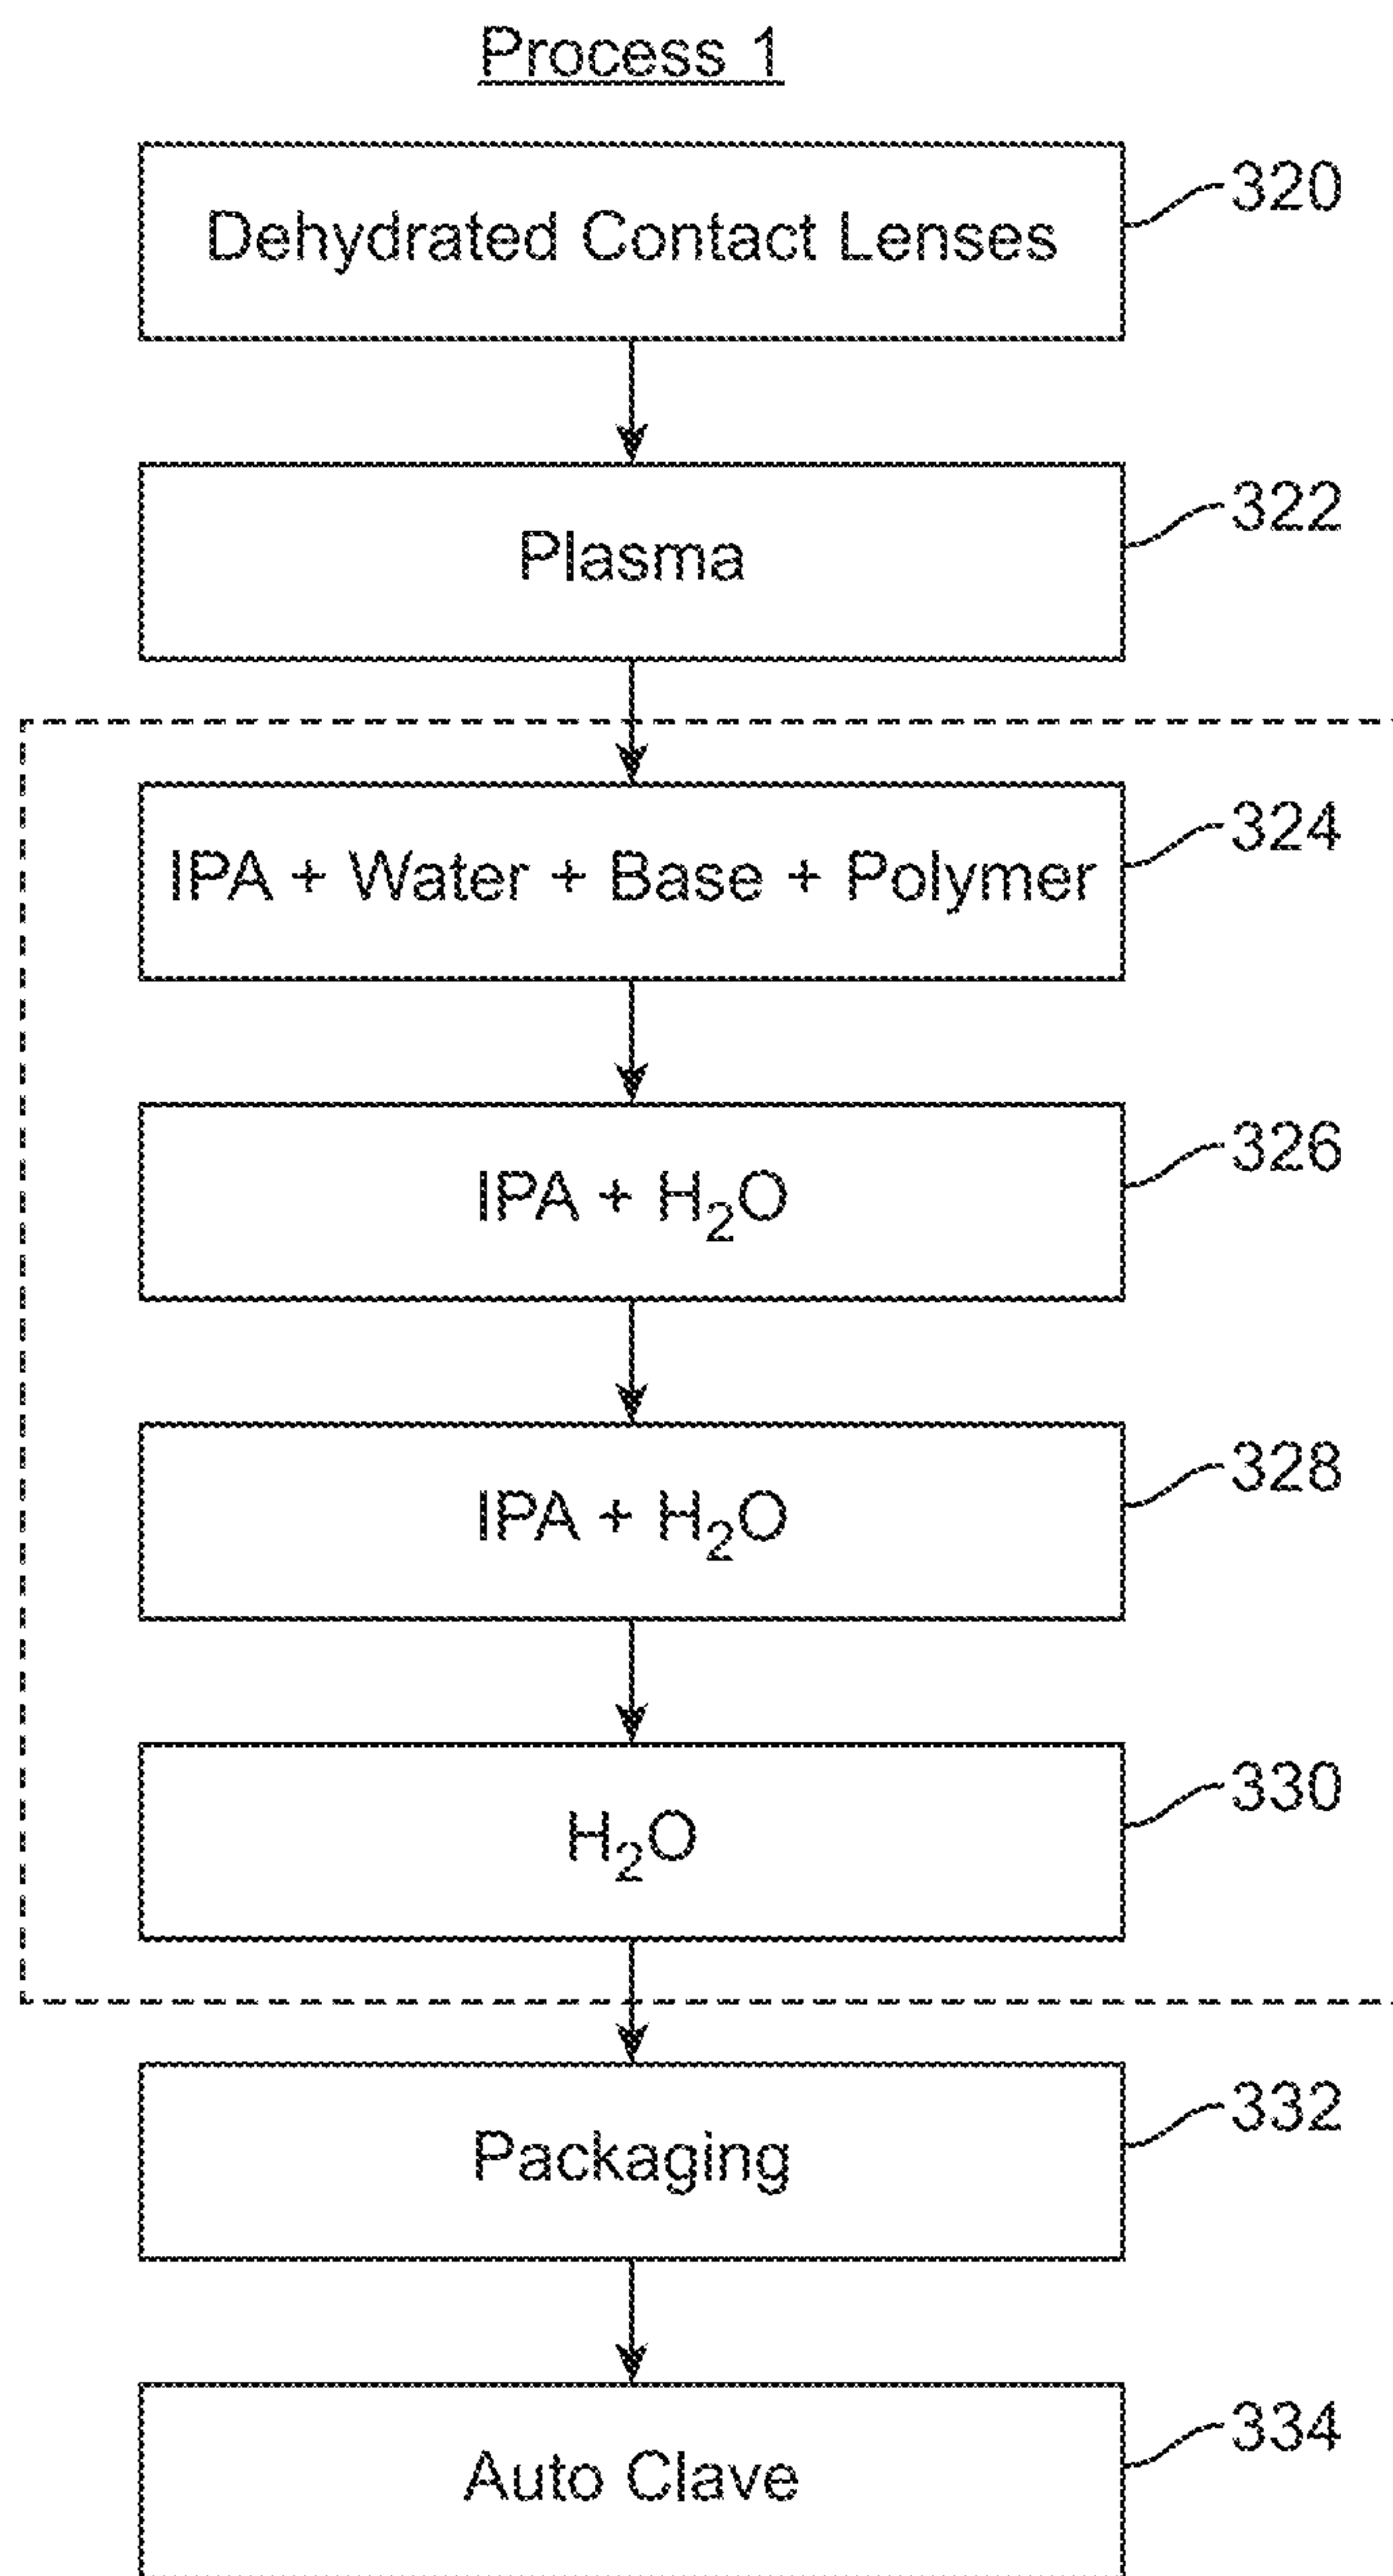 Process 1
Dehydrated Contact Lenses
320
Plasma
322
IPA + Water + Base + Polymer
324
IPA + H₂O
326
IPA + H₂O
328
H₂O
330
Packaging
332
Auto Clave
334